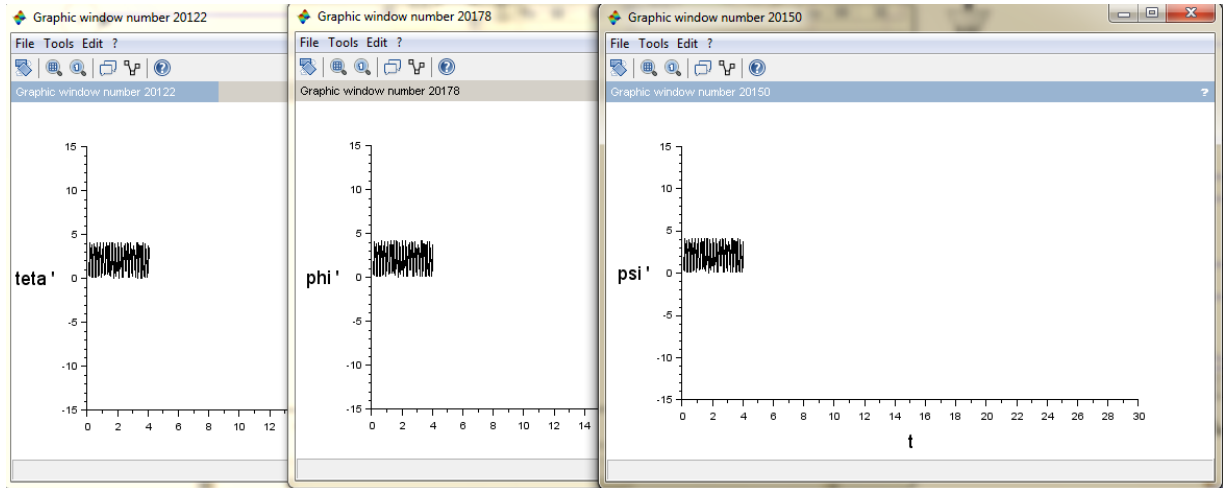 Graphic window number 20122
File Tools Edit ?
Graphic window number 20122
15
10
5
teta ' 0
-5
-10
-15
0 2 4 6 8 10 12
Graphic window number 20178
File Tools Edit ?
Graphic window number 20178
15
10
5
phi ' 0
-5
-10
-15
0 2 4 6 8 10 12 14
Graphic window number 20150
File Tools Edit ?
Graphic window number 20150 ?
15
10
5
psi ' 0
-5
-10
-15
0 2 4 6 8 10 12 14 16 18 20 22 24 26 28 30
t